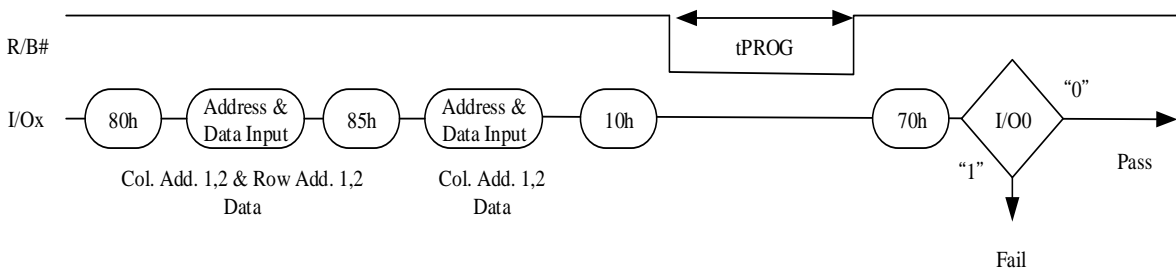 R/B#
tPROG
I/Ox
80h
Address &
Data Input
85h
Address &
Data Input
10h
70h
I/O0
“0”
“1”
Pass
Col. Add. 1,2 & Row Add. 1,2
Data
Col. Add. 1,2
Data
Fail